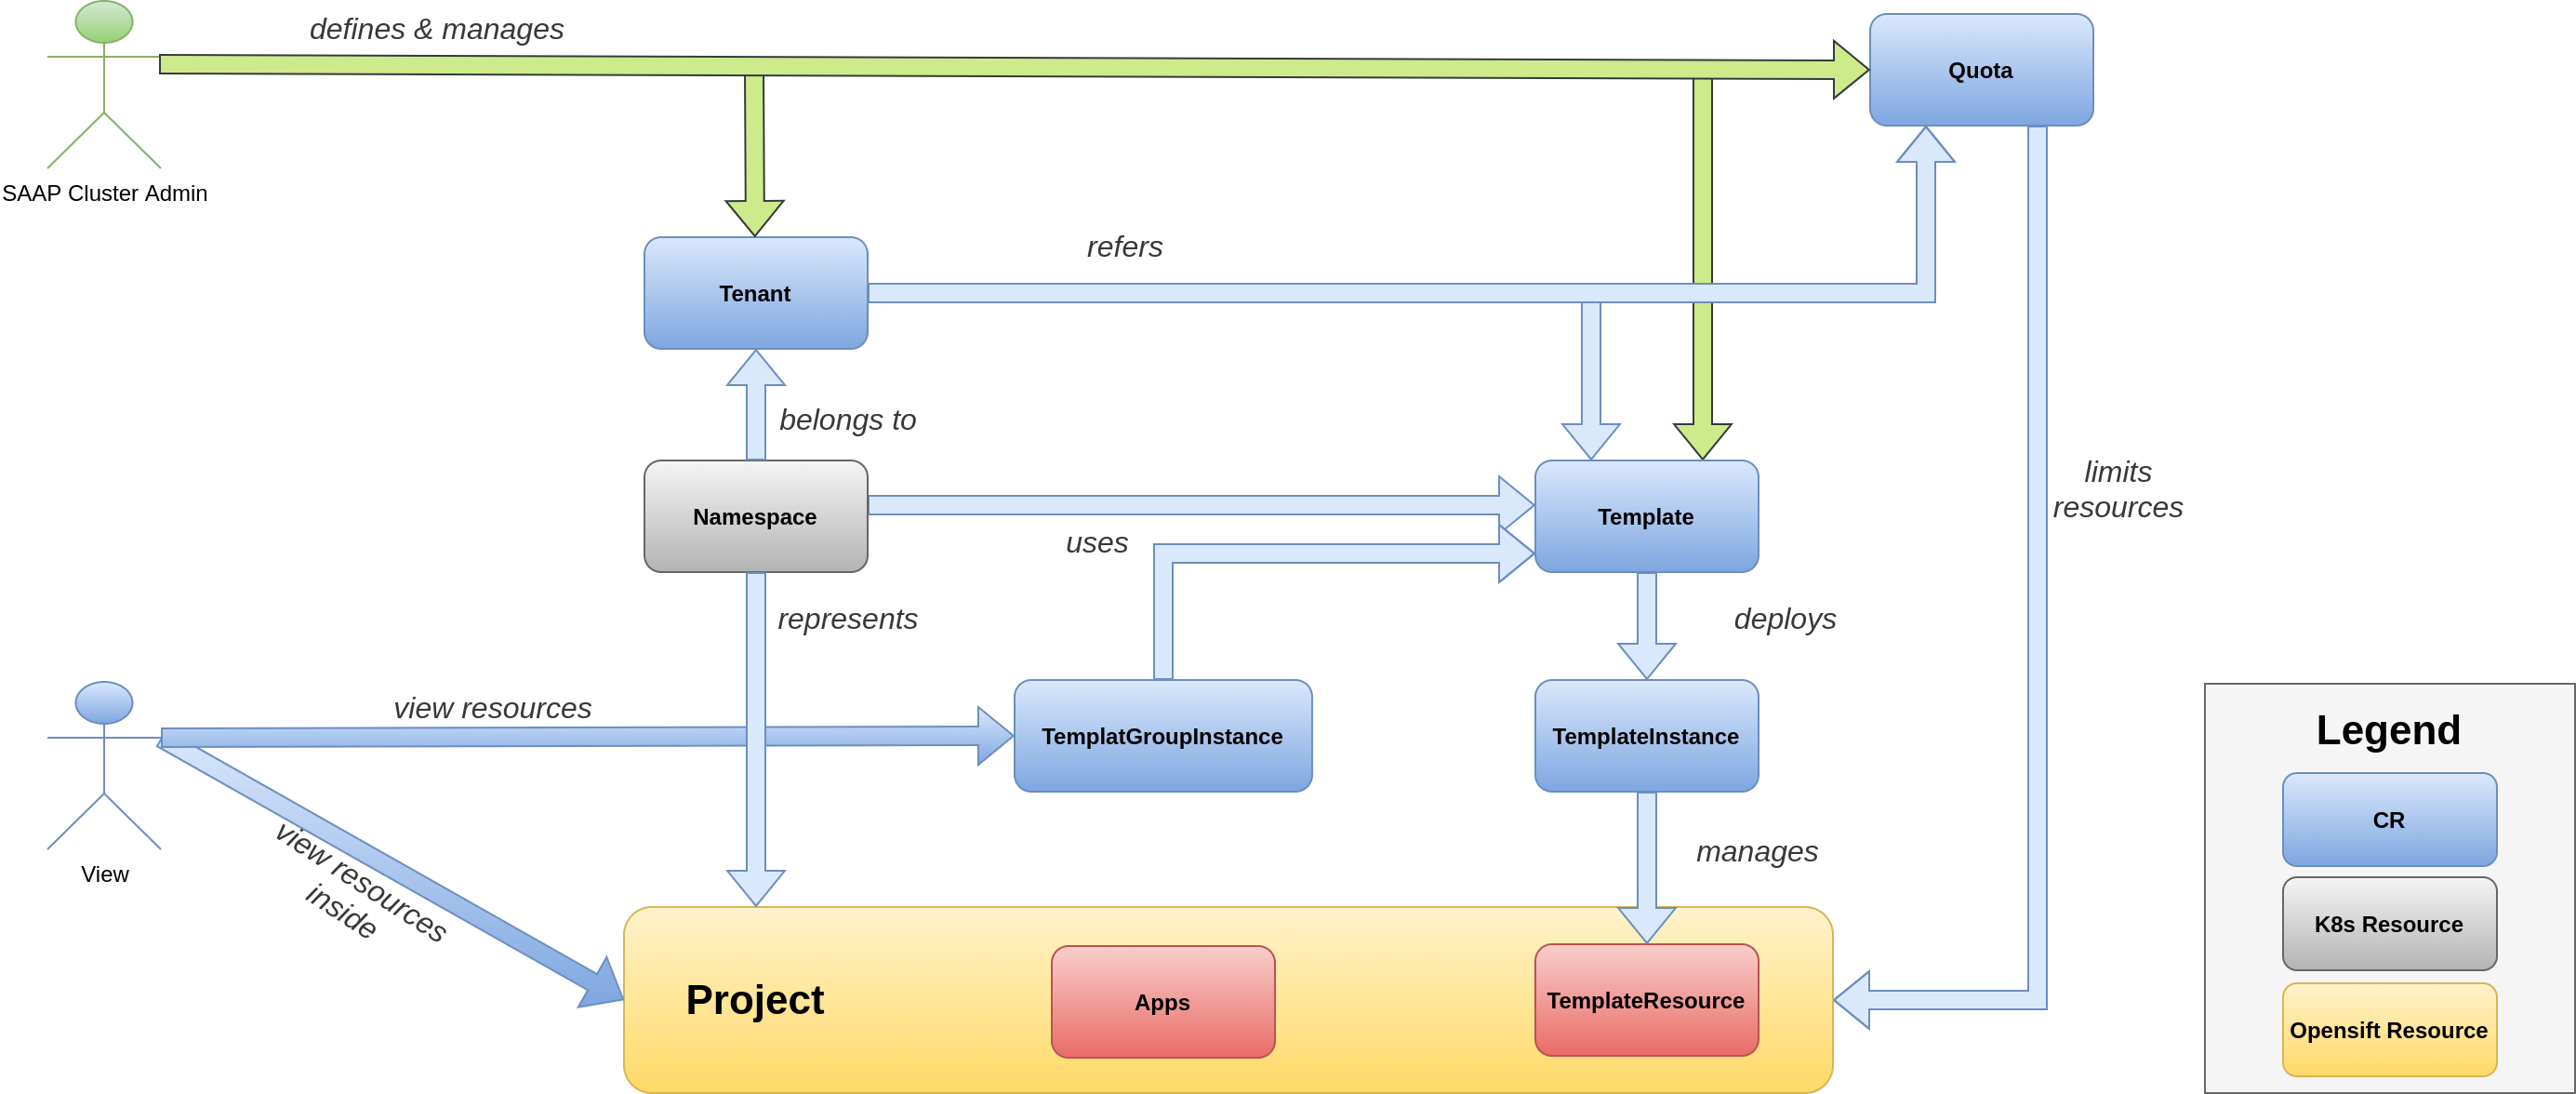 defines & manages
Quota
SAAP Cluster Admin
refers
Tenant
belongs to
limits
resources
Namespace
Template
uses
represents
deploys
view resources
TemplatGroupInstance
TemplateInstance
Legend
CR
view resources
inside
manages
View
K8s Resource
Project
Apps
TemplateResource
Opensift Resource